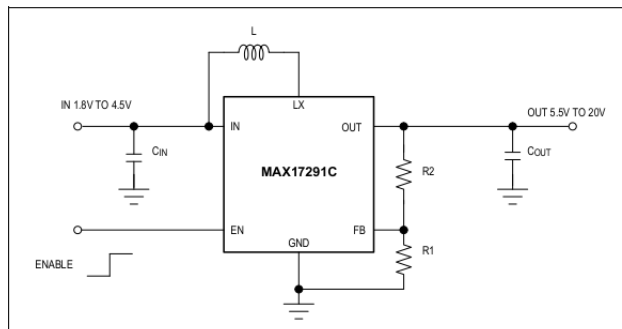 L
IN 1.8V TO 4.5V
LX
OUT 5.5V TO 20V
IN
OUT
CIN
COUT
R2
MAX17291C
EN
FB
GND
R1
ENABLE